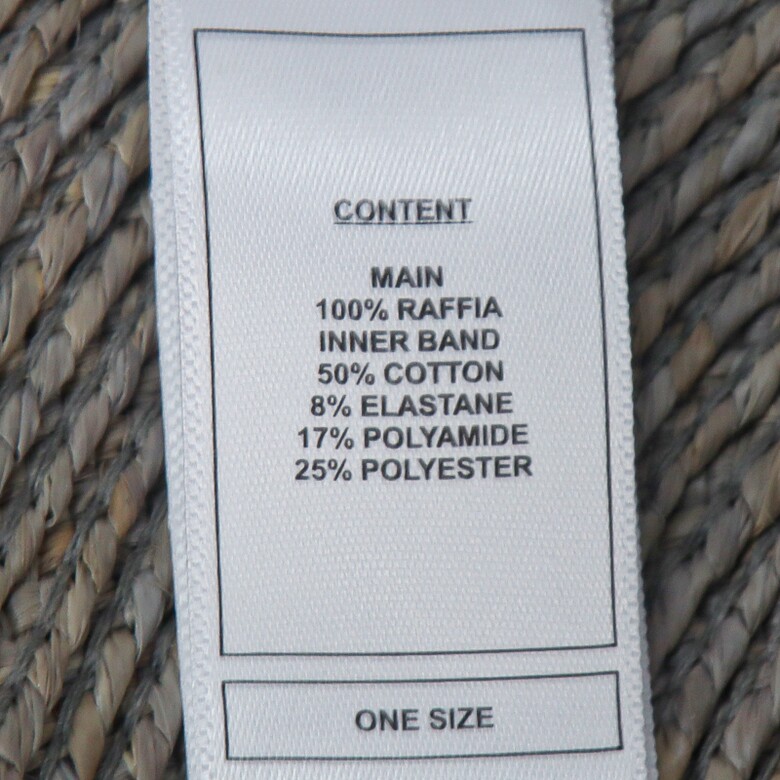 CONTENT
MAIN
100% RAFFIA
INNER BAND
50% COTTON
8% ELASTANE
17% POLYAMIDE
25% POLYESTER
ONE SIZE